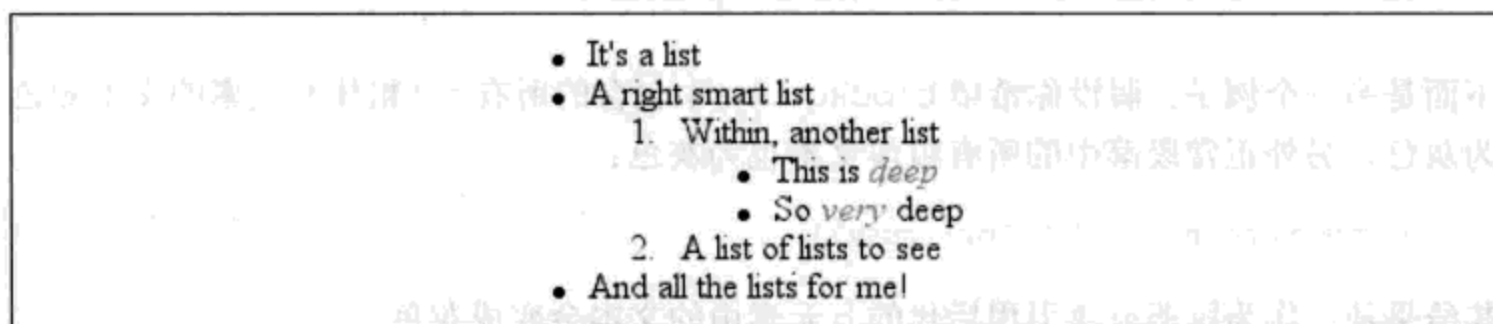 • It's a list
• A right smart list
1. Within, another list
• This is deep
• So very deep
2. A list of lists to see
• And all the lists for me!